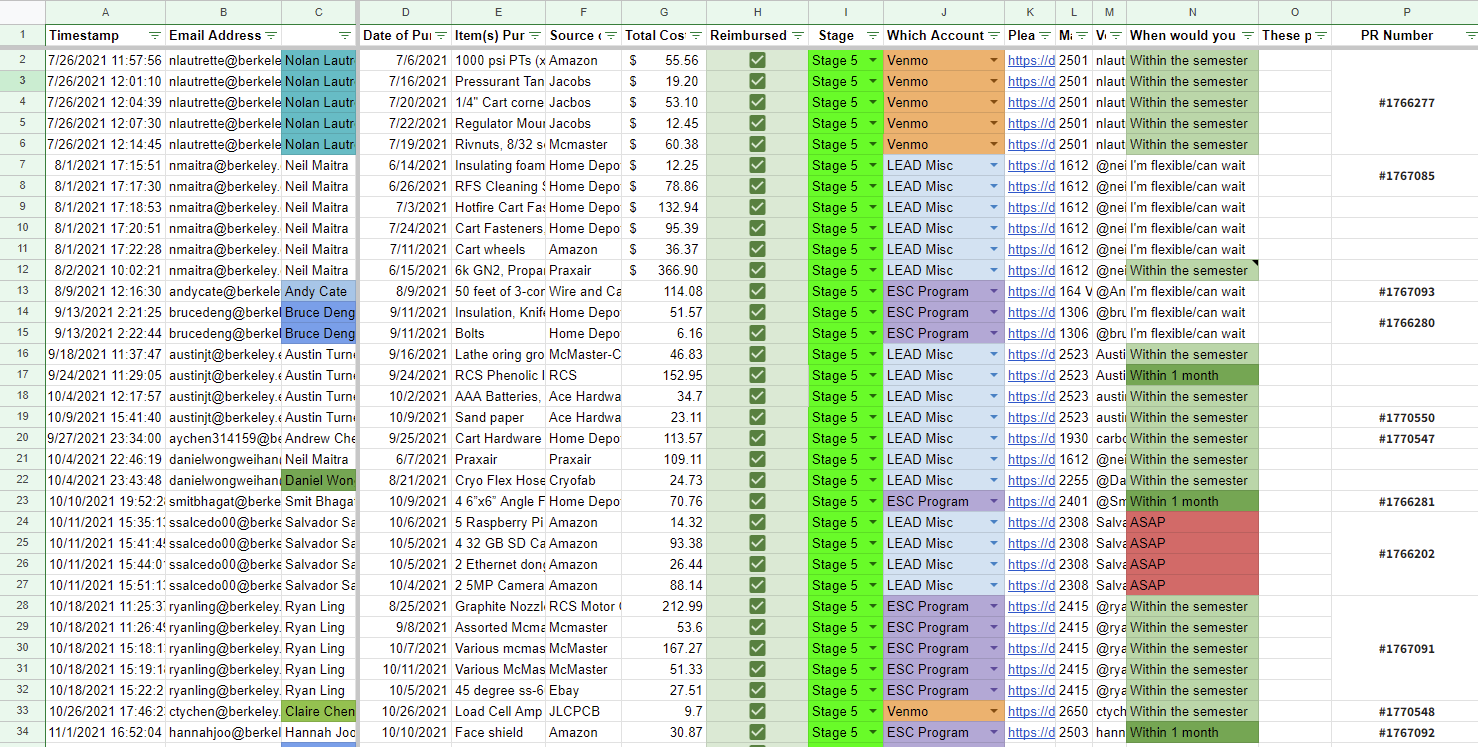 A B C D E F G H I J K L M N O P
1 Timestamp Email Address Date of Pur Item(s) Pur Source o Total Cos Reimbursed Stage Which Account Plea Ma When would you These p PR Number
2 7/26/2021 11:57:56 nlautrette@berkele Nolan Lautr 7/6/2021 1000 psi PTs (x Amazon $ 55.56 Stage 5 Venmo https://d 2501 nlaut Within the semester
3 7/26/2021 12:01:10 nlautrette@berkele Nolan Lautr 7/16/2021 Pressurant Tan Jacobs $ 19.20 Stage 5 Venmo https://d 2501 nlaut Within the semester
4 7/26/2021 12:04:39 nlautrette@berkele Nolan Lautr 7/20/2021 1/4" Cart corne Jacbos $ 53.10 Stage 5 Venmo https://d 2501 nlaut Within the semester #1766277
5 7/26/2021 12:07:30 nlautrette@berkele Nolan Lautr 7/22/2021 Regulator Moun Jacobs $ 12.45 Stage 5 Venmo https://d 2501 nlaut Within the semester
6 7/26/2021 12:14:45 nlautrette@berkele Nolan Lautr 7/19/2021 Rivnuts, 8/32 sc Mcmaster $ 60.38 Stage 5 Venmo https://d 2501 nlaut Within the semester
7 8/1/2021 17:15:51 nmaitra@berkeley. Neil Maitra 6/14/2021 Insulating foam Home Depo $ 12.25 Stage 5 LEAD Misc https://d 1612 @nei I'm flexible/can wait
8 8/1/2021 17:17:30 nmaitra@berkeley. Neil Maitra 6/26/2021 RFS Cleaning S Home Depo $ 78.86 Stage 5 LEAD Misc https://d 1612 @nei I'm flexible/can wait #1767085
9 8/1/2021 17:18:53 nmaitra@berkeley. Neil Maitra 7/3/2021 Hotfire Cart Fas Home Depo $ 132.94 Stage 5 LEAD Misc https://d 1612 @nei I'm flexible/can wait
10 8/1/2021 17:20:51 nmaitra@berkeley. Neil Maitra 7/24/2021 Cart Fasteners, Home Depo $ 95.39 Stage 5 LEAD Misc https://d 1612 @nei I'm flexible/can wait
11 8/1/2021 17:22:28 nmaitra@berkeley. Neil Maitra 7/11/2021 Cart wheels Amazon $ 36.37 Stage 5 LEAD Misc https://d 1612 @nei I'm flexible/can wait
12 8/2/2021 10:02:21 nmaitra@berkeley. Neil Maitra 6/15/2021 6k GN2, Propan Praxair $ 366.90 Stage 5 LEAD Misc https://d 1612 @nei Within the semester
13 8/9/2021 12:16:30 andycate@berkele Andy Cate 8/9/2021 50 feet of 3-con Wire and Ca 114.08 Stage 5 ESC Program https://d 164 V @An I'm flexible/can wait #1767093
14 9/13/2021 2:21:25 brucedeng@berkel Bruce Deng 9/11/2021 Insulation, Knife Home Depo 51.57 Stage 5 ESC Program https://d 1306 @bru I'm flexible/can wait
15 9/13/2021 2:22:44 brucedeng@berkel Bruce Deng 9/11/2021 Bolts Home Depo 6.16 Stage 5 ESC Program https://d 1306 @bru I'm flexible/can wait #1766280
16 9/18/2021 11:37:47 austinjt@berkeley.e Austin Turne 9/16/2021 Lathe oring gro McMaster-C 46.83 Stage 5 LEAD Misc https://d 2523 Austi Within the semester
17 9/24/2021 11:29:05 austinjt@berkeley.e Austin Turne 9/24/2021 RCS Phenolic RCS 152.95 Stage 5 LEAD Misc https://d 2523 Austi Within 1 month
18 10/4/2021 12:17:57 austinjt@berkeley.e Austin Turne 10/2/2021 AAA Batteries, Ace Hardwa 34.7 Stage 5 LEAD Misc https://d 2523 austi Within the semester
19 10/9/2021 15:41:40 austinjt@berkeley.e Austin Turne 10/9/2021 Sand paper Ace Hardwa 23.11 Stage 5 LEAD Misc https://d 2523 austi Within the semester #1770550
20 9/27/2021 23:34:00 aychen314159@be Andrew Che 9/25/2021 Cart Hardware Home Depo 113.57 Stage 5 LEAD Misc https://d 1930 carbo Within the semester #1770547
21 10/4/2021 22:46:19 danielwongweihan Neil Maitra 6/7/2021 Praxair Praxair 109.11 Stage 5 LEAD Misc https://d 1612 @nei Within the semester
22 10/4/2021 23:43:48 danielwongweihan Daniel Won 8/21/2021 Cryo Flex Hose Cryofab 24.73 Stage 5 LEAD Misc https://d 2255 @Da Within the semester
23 10/10/2021 19:52:2 smitbhagat@berke Smit Bhaga 10/9/2021 4 6"x6" Angle F Home Depo 70.76 Stage 5 ESC Program https://d 2401 @Sm Within 1 month #1766281
24 10/11/2021 15:35:1 ssalcedo00@berke Salvador Sa 10/6/2021 5 Raspberry Pi Amazon 14.32 Stage 5 LEAD Misc https://d 2308 Salva ASAP
25 10/11/2021 15:41:4 ssalcedo00@berke Salvador Sa 10/5/2021 4 32 GB SD Ca Amazon 93.38 Stage 5 LEAD Misc https://d 2308 Salva ASAP
26 10/11/2021 15:44:0 ssalcedo00@berke Salvador Sa 10/5/2021 2 Ethernet dong Amazon 26.44 Stage 5 LEAD Misc https://d 2308 Salva ASAP #1766202
27 10/11/2021 15:51:1 ssalcedo00@berke Salvador Sa 10/4/2021 2 5MP Camera Amazon 88.14 Stage 5 LEAD Misc https://d 2308 Salva ASAP
28 10/18/2021 11:25:3 ryanling@berkeley. Ryan Ling 8/25/2021 Graphite Nozzle RCS Motor 212.99 Stage 5 ESC Program https://d 2415 @rya Within the semester
29 10/18/2021 11:26:4 ryanling@berkeley. Ryan Ling 9/8/2021 Assorted Mcma Mcmaster 53.6 Stage 5 ESC Program https://d 2415 @rya Within the semester
30 10/18/2021 15:18:1 ryanling@berkeley. Ryan Ling 10/7/2021 Various mcmas McMaster 167.27 Stage 5 ESC Program https://d 2415 @rya Within the semester #1767091
31 10/18/2021 15:19:1 ryanling@berkeley. Ryan Ling 10/11/2021 Various McMas McMaster 51.33 Stage 5 ESC Program https://d 2415 @rya Within the semester
32 10/18/2021 15:22:2 ryanling@berkeley. Ryan Ling 10/5/2021 45 degree ss-6 Ebay 27.51 Stage 5 ESC Program https://d 2415 @rya Within the semester
33 10/26/2021 17:46:2 ctychen@berkeley. Claire Chen 10/26/2021 Load Cell Amp JLCPCB 9.7 Stage 5 Venmo https://d 2650 ctych Within the semester #1770548
34 11/1/2021 16:52:04 hannahjoo@berkel Hannah Joo 10/10/2021 Face shield Amazon 30.87 Stage 5 ESC Program https://d 2503 hann Within 1 month #1767092